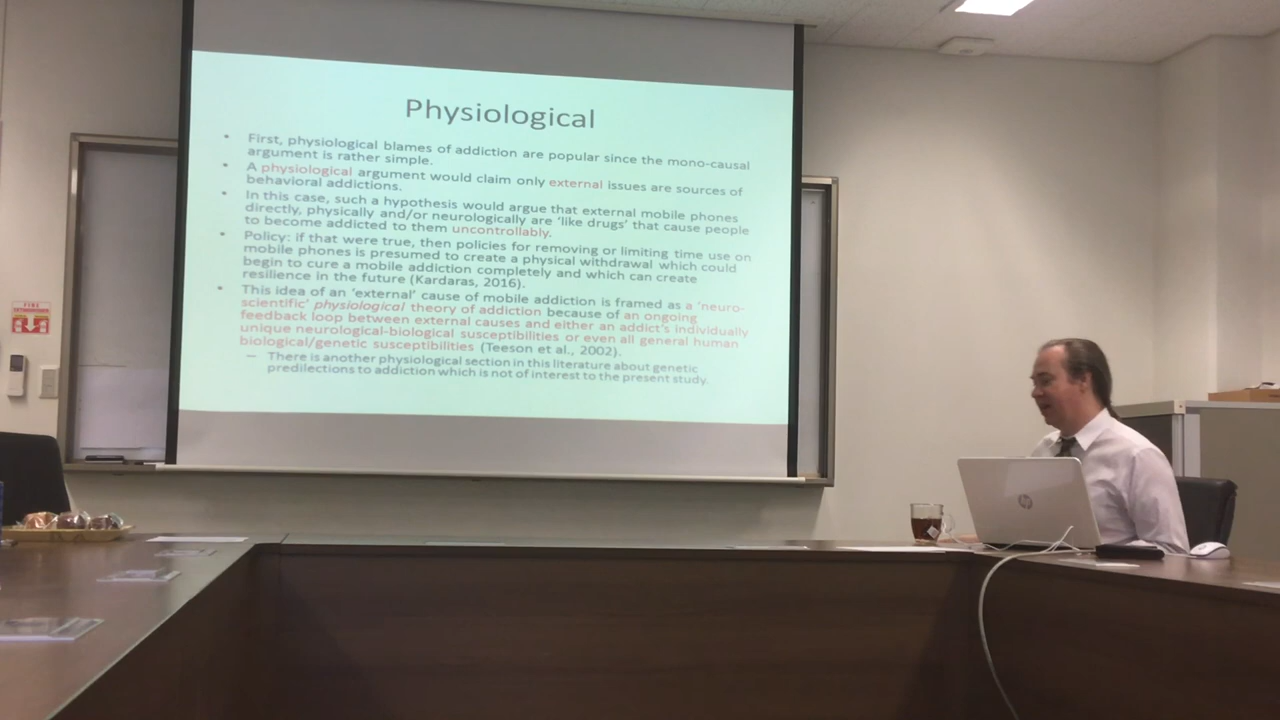 Physiological
• First, physiological blames of addiction are popular since the mono-causal
argument is rather simple.
• A physiological argument would claim only external issues are sources of
behavioral addictions.
• In this case, such a hypothesis would argue that external mobile phones
directly, physically and/or neurologically are 'like drugs' that cause people
to become addicted to them uncontrollably.
• Policy: if that were true, then policies for removing or limiting time use on
mobile phones is presumed to create a physical withdrawal which could
begin to cure a mobile addiction completely and which can create
resilience in the future (Kardaras, 2016).
• This idea of an 'external' cause of mobile addiction is framed as a 'neuro-
scientific' physiological theory of addiction because of an ongoing
feedback loop between external causes and either an addict's individually
unique neurological-biological susceptibilities or even all general human
biological/genetic susceptibilities (Teeson et al., 2002).
– There is another physiological section in this literature about genetic
predilections to addiction which is not of interest to the present study.
FIRE
hp